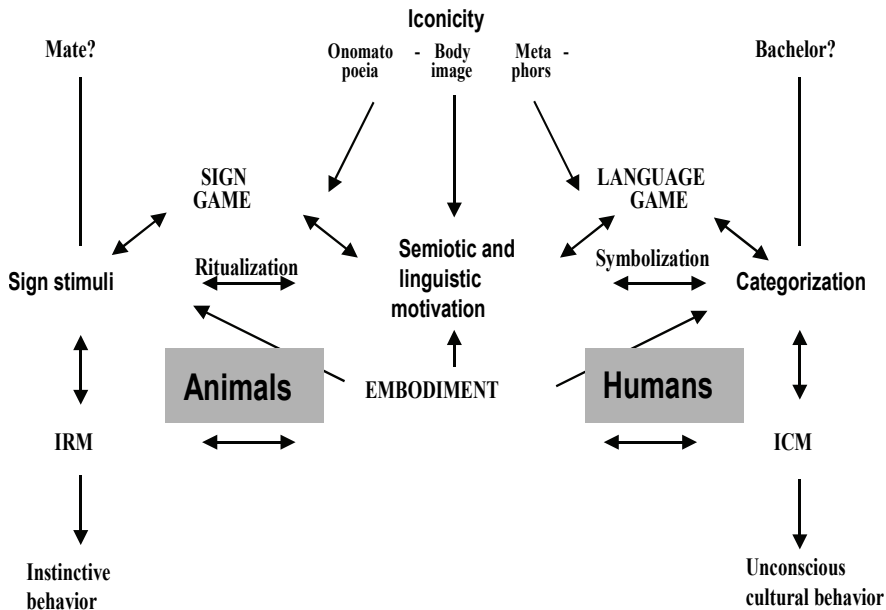 Iconicity
Mate?
Onomato - Body Meta -
poeia image phors
Bachelor?
SIGN
GAME
LANGUAGE
GAME
Sign stimuli
Ritualization
Semiotic and
linguistic
motivation
Symbolization
Categorization
Animals
EMBODIMENT
Humans
IRM
ICM
Instinctive
behavior
Unconscious
cultural behavior